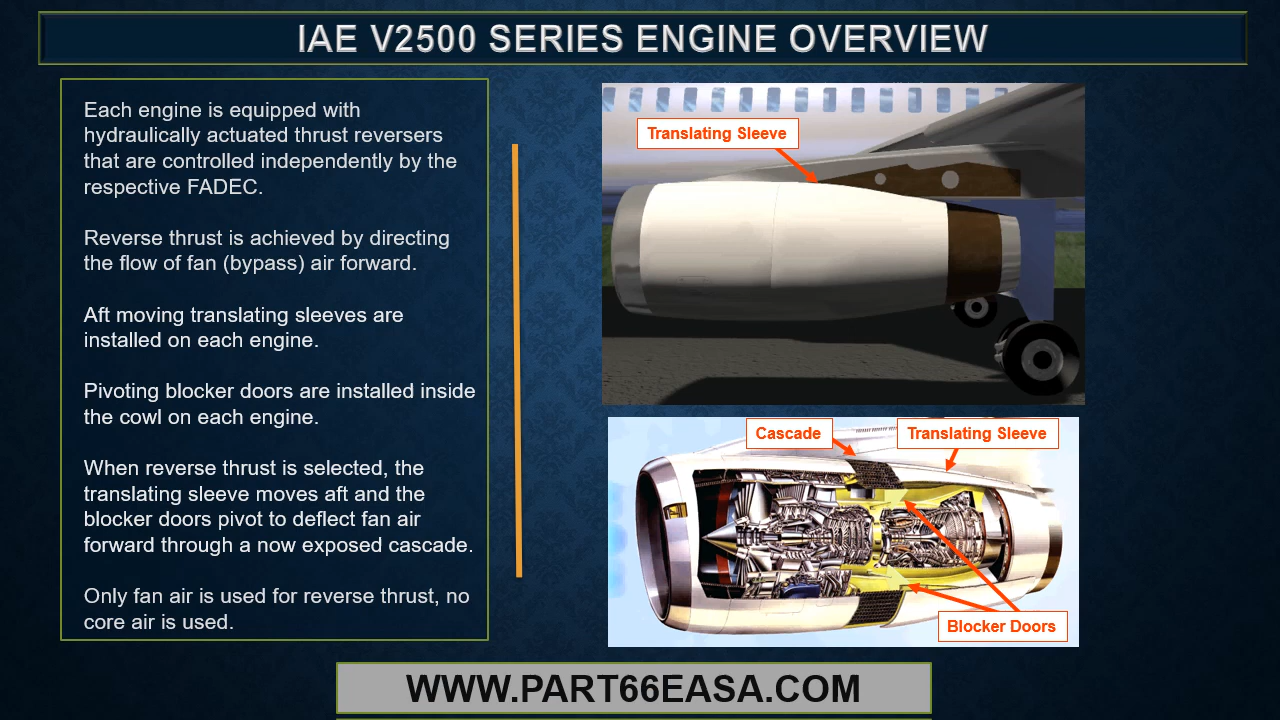 IAE V2500 SERIES ENGINE OVERVIEW
Each engine is equipped with
hydraulically actuated thrust reversers
that are controlled independently by the
respective FADEC.
Reverse thrust is achieved by directing
the flow of fan (bypass) air forward.
Aft moving translating sleeves are
installed on each engine.
Pivoting blocker doors are installed inside
the cowl on each engine.
When reverse thrust is selected, the
translating sleeve moves aft and the
blocker doors pivot to deflect fan air
forward through a now exposed cascade.
Only fan air is used for reverse thrust, no
core air is used.
Translating Sleeve
Cascade
Translating Sleeve
Blocker Doors
WWW.PART66EASA.COM